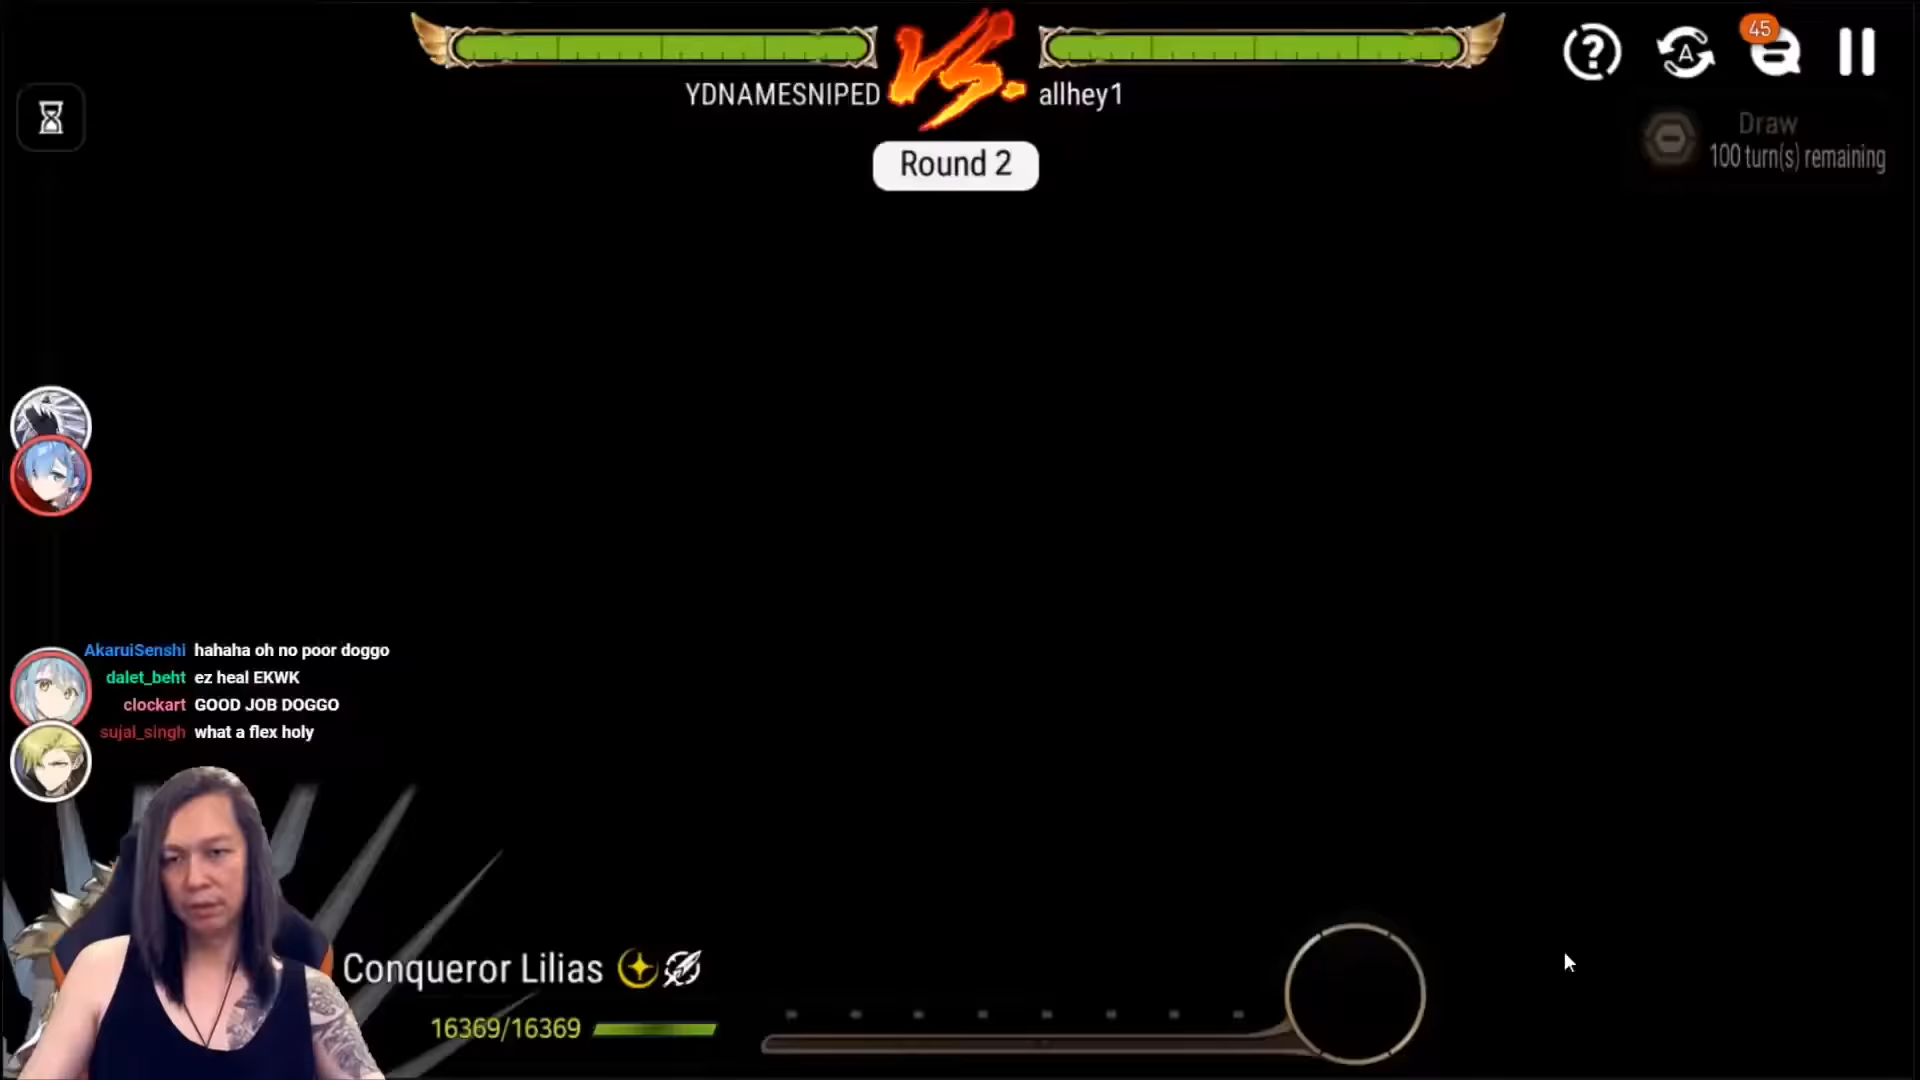 VS.
YDNAMESNIPED
allhey1
45
A
Round 2
Draw
100 turn(s) remaining
AkaruiSenshi hahaha oh no poor doggo
dalet_beht ez heal EKWK
clockart GOOD JOB DOGGO
sujal_singh what a flex holy
Conqueror Lilias
16369/16369